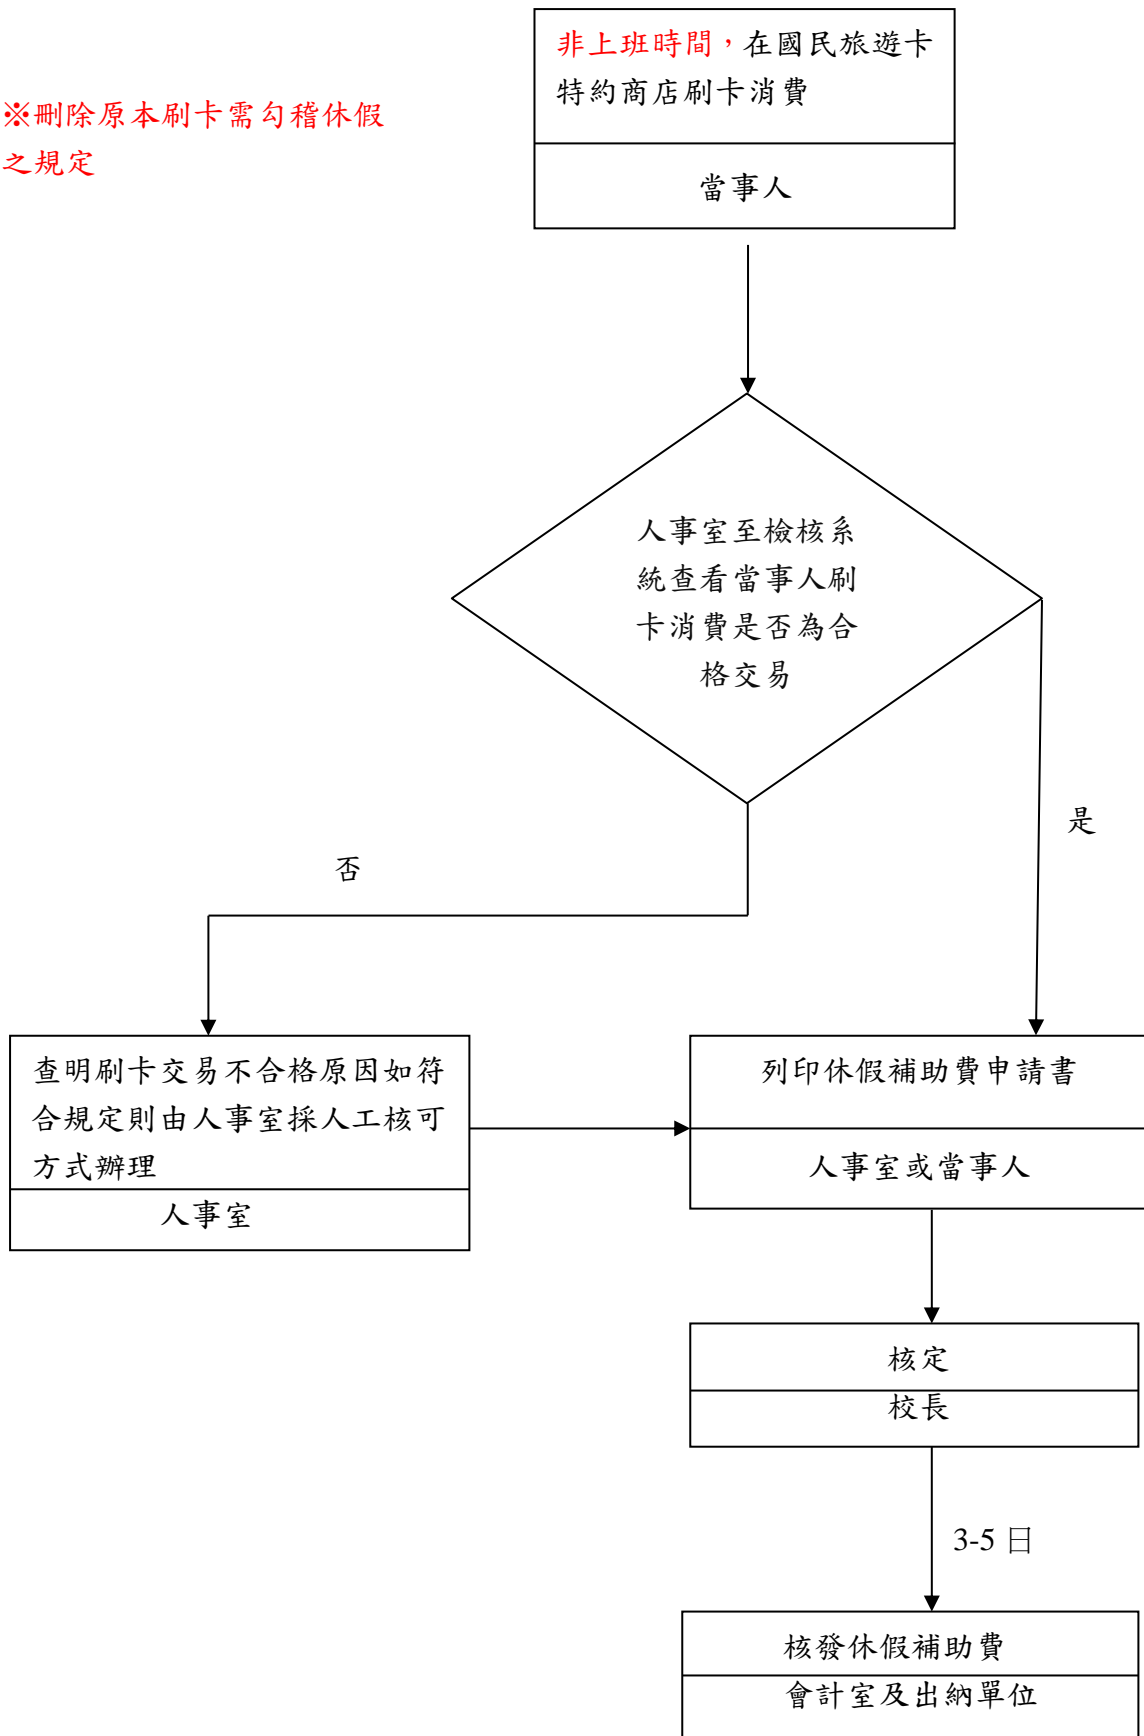 非上班時間，在國民旅遊卡
特約商店刷卡消費
當事人
※刪除原本刷卡需勾稽休假
之規定
人事室至檢核系
統查看當事人刷
卡消費是否為合
格交易
是
否
查明刷卡交易不合格原因如符
合規定則由人事室採人工核可
方式辦理
人事室
列印休假補助費申請書
人事室或當事人
核定
校長
3-5 日
核發休假補助費
會計室及出納單位